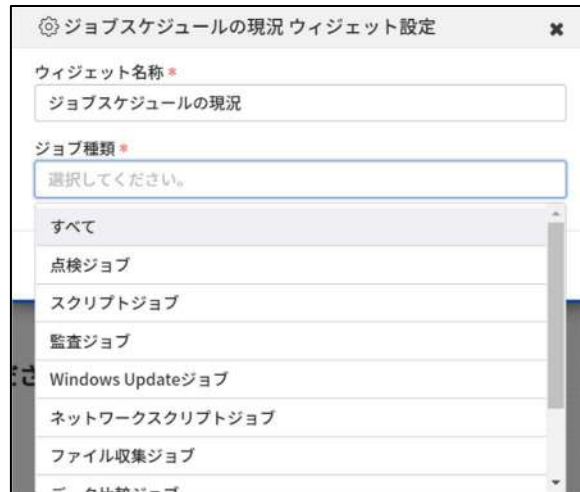 ジョブスケジュールの現況 ウィジェット設定 ✖
ウィジェット名称 *
ジョブスケジュールの現況
ジョブ種類 *
選択してください。
すべて
点検ジョブ
スクリプトジョブ
監査ジョブ
Windows Updateジョブ
ネットワークスクリプトジョブ
ファイル収集ジョブ